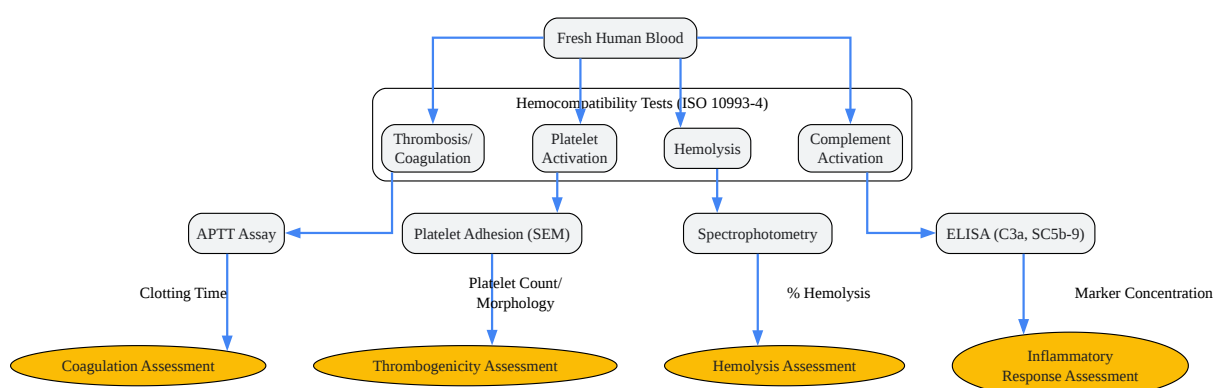 Fresh Human Blood
Hemocompatibility Tests (ISO 10993-4)
Thrombosis/
Coagulation
Platelet
Activation
Hemolysis
Complement
Activation
APTT Assay
Platelet Adhesion (SEM)
Spectrophotometry
ELISA (C3a, SC5b-9)
Clotting Time
Platelet Count/
Morphology
% Hemolysis
Marker Concentration
Coagulation Assessment
Thrombogenicity Assessment
Hemolysis Assessment
Inflammatory
Response Assessment